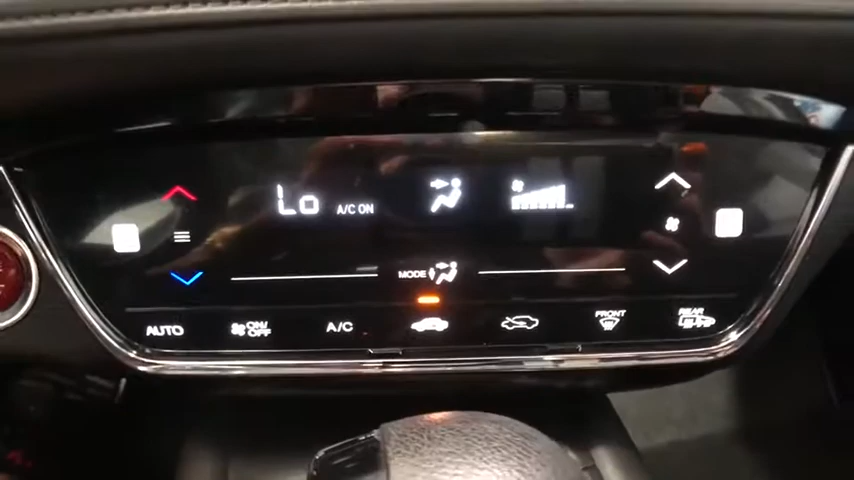 Lo A/C ON
MODE
AUTO ON/OFF A/C FRONT REAR